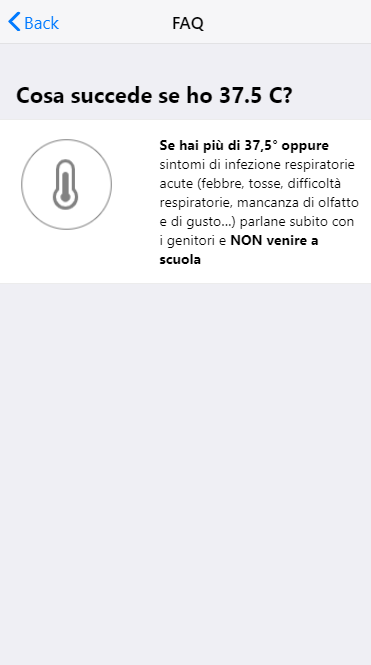 Back
FAQ
Cosa succede se ho 37.5 C?
Se hai più di 37,5° oppure
sintomi di infezione respiratorie
acute (febbre, tosse, difficoltà
respiratorie, mancanza di olfatto
e di gusto...) parlane subito con
i genitori e NON venire a
scuola